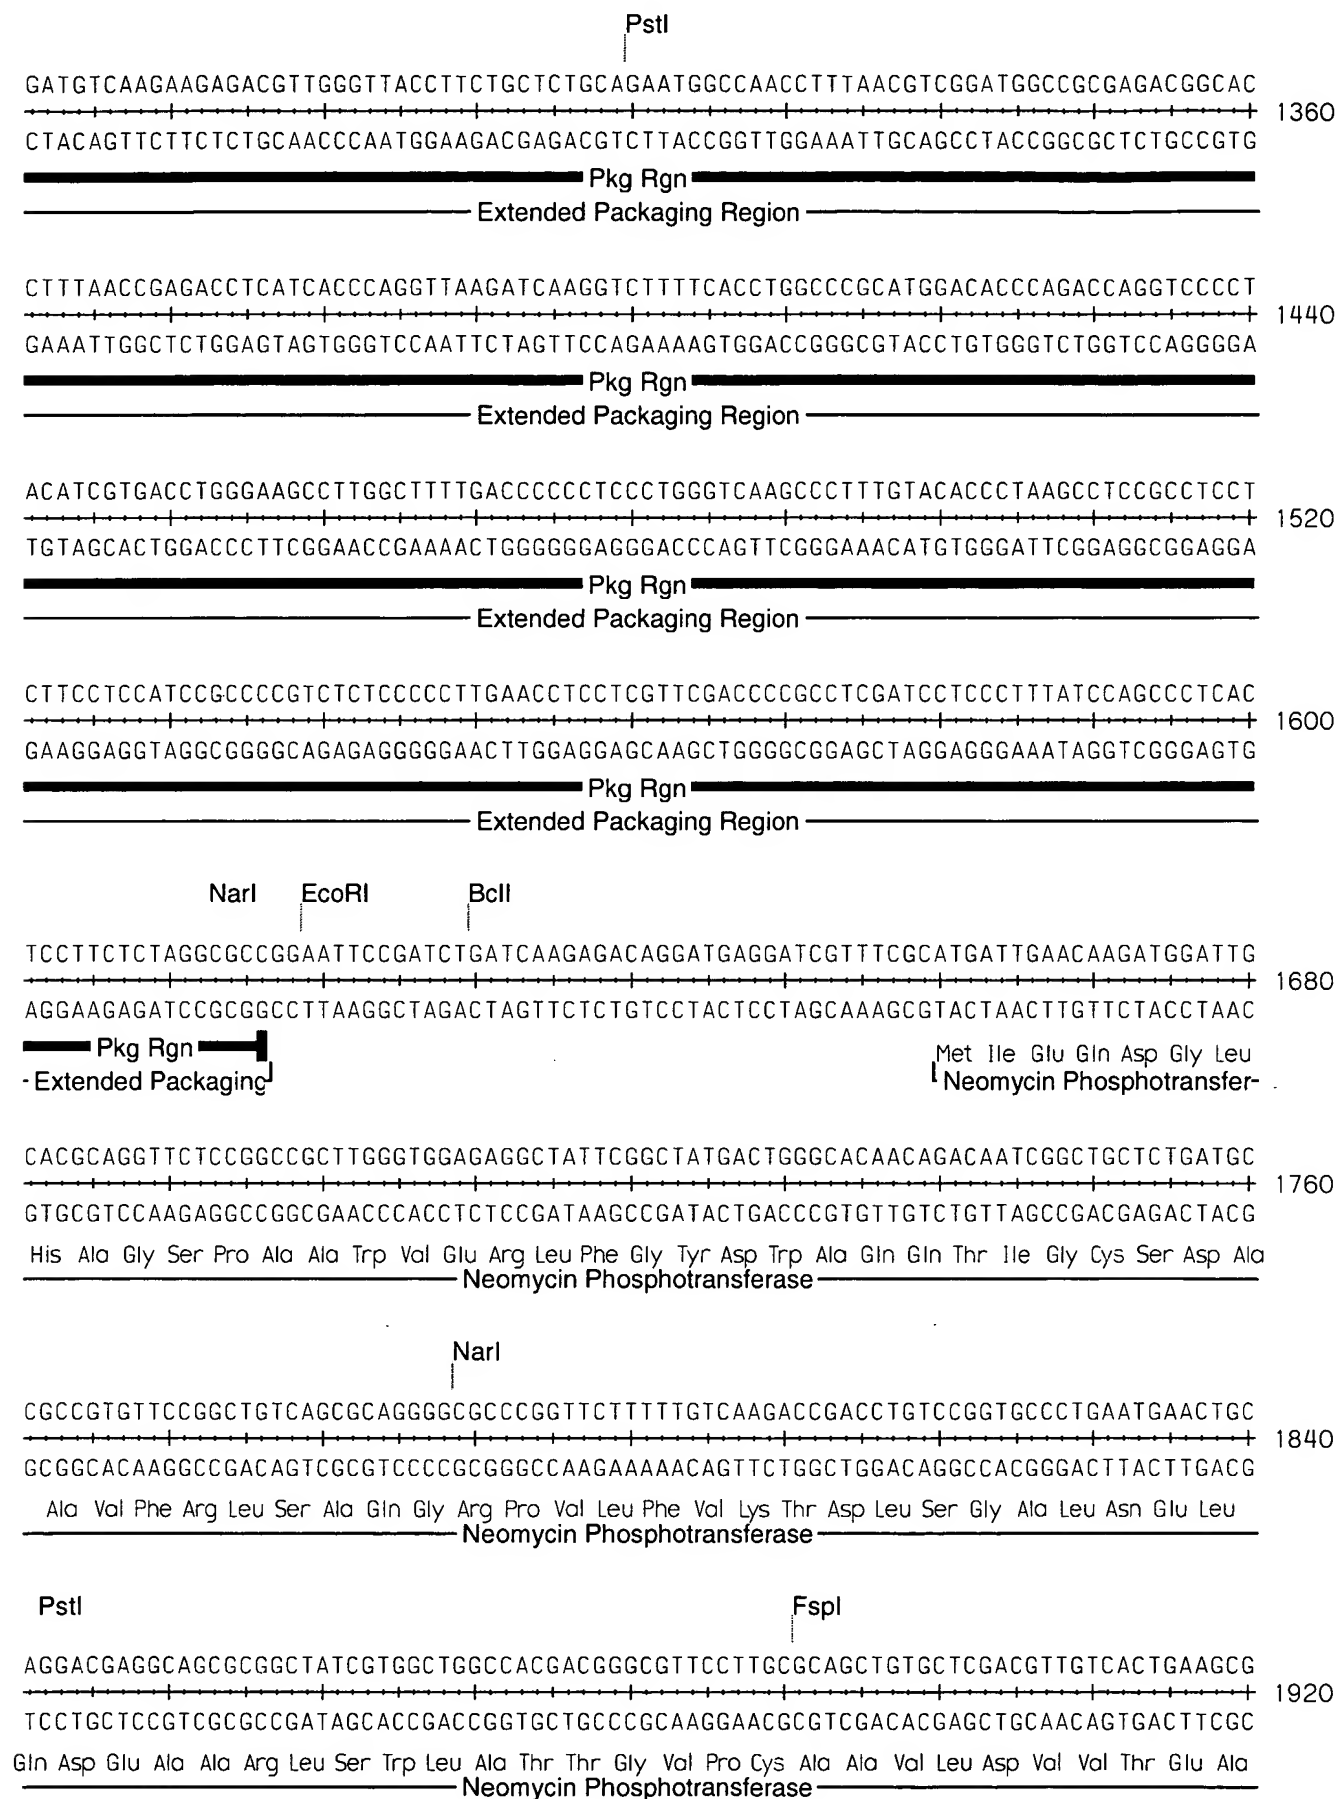 PstI
GATGTCAAGAAGAGACGTTGGGTTACCTTCTGCTCTGCAGAATGGCCAACCTTTAACGTCGGATGGCCGCGAGACGGCAC
1360
CTACAGTTCTTCTCTGCAACCCAATGGAAGACGAGACGTCTTACCGGTTGGAAATTGCAGCCTACCGGCGCTCTGCCGTG
Pkg Rgn
Extended Packaging Region
CTTTAACCGAGACCTCATCACCCAGGTTAAGATCAAGGTCTTTTCACCTGGCCCGCATGGACACCCAGACCAGGTCCCCT
1440
GAAATTGGCTCTGGAGTAGTGGGTCCAATTCTAGTTCCAGAAAAGTGGACCGGGCGTACCTGTGGGTCTGGTCCAGGGGA
Pkg Rgn
Extended Packaging Region
ACATCGTGACCTGGGAAGCCTTGGCTTTTGACCCCCCTCCCTGGGTCAAGCCCTTTGTACACCCTAAGCCTCCGCCTCCT
1520
TGTAGCACTGGACCCTTCGGAACCGAAAACTGGGGGGAGGGACCCAGTTCGGGAAACATGTGGGATTCGGAGGCGGAGGA
Pkg Rgn
Extended Packaging Region
CTTCCTCCATCCGCCCCGTCTCTCCCCCTTGAACCTCCTCGTTCGACCCCGCCTCGATCCTCCCTTTATCCAGCCCTCAC
1600
GAAGGAGGTAGGCGGGGCAGAGAGGGGGAACTTGGAGGAGCAAGCTGGGGCGGAGCTAGGAGGGAAATAGGTCGGGAGTG
Pkg Rgn
Extended Packaging Region
NarI EcoRI BclI
TCCTTCTCTAGGCGCCGGAATTCCGATCTGATCAAGAGACAGGATGAGGATCGTTTCGCATGATTGAACAAGATGGATTG
1680
AGGAAGAGATCCGCGGCCTTAAGGCTAGACTAGTTCTCTGTCCTACTCCTAGCAAAGCGTACTAACTTGTTCTACCTAAC
Pkg Rgn Met Ile Glu Gln Asp Gly Leu
- Extended Packaging Neomycin Phosphotransfer-
CACGCAGGTTCTCCGGCCGCTTGGGTGGAGAGGCTATTCGGCTATGACTGGGCACAACAGACAATCGGCTGCTCTGATGC
1760
GTGCGTCCAAGAGGCCGGCGAACCCACCTCTCCGATAAGCCGATACTGACCCGTGTTGTCTGTTAGCCGACGAGACTACG
His Ala Gly Ser Pro Ala Ala Trp Val Glu Arg Leu Phe Gly Tyr Asp Trp Ala Gln Gln Thr Ile Gly Cys Ser Asp Ala
Neomycin Phosphotransferase
NarI
CGCCGTGTTCCGGCTGTCAGCGCAGGGGCGCCCGGTTCTTTTTGTCAAGACCGACCTGTCCGGTGCCCTGAATGAACTGC
1840
GCGGCACAAGGCCGACAGTCGCGTCCCCGCGGGCCAAGAAAAACAGTTCTGGCTGGACAGGCCACGGGACTTACTTGACG
Ala Val Phe Arg Leu Ser Ala Gln Gly Arg Pro Val Leu Phe Val Lys Thr Asp Leu Ser Gly Ala Leu Asn Glu Leu
Neomycin Phosphotransferase
PstI FspI
AGGACGAGGCAGCGCGGCTATCGTGGCTGGCCACGACGGGCGTTCCTTGCGCAGCTGTGCTCGACGTTGTCACTGAAGCG
1920
TCCTGCTCCGTCGCGCCGATAGCACCGACCGGTGCTGCCCGCAAGGAACGCGTCGACACGAGCTGCAACAGTGACTTCGC
Gln Asp Glu Ala Ala Arg Leu Ser Trp Leu Ala Thr Thr Gly Val Pro Cys Ala Ala Val Leu Asp Val Val Thr Glu Ala
Neomycin Phosphotransferase